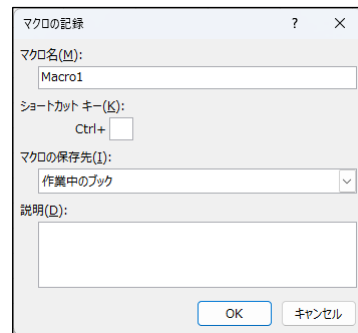 マクロの記録 ? ×
マクロ名(M):
Macro1
ショートカット キー(K):
Ctrl+
マクロの保存先(I):
作業中のブック
説明(D):
OK キャンセル